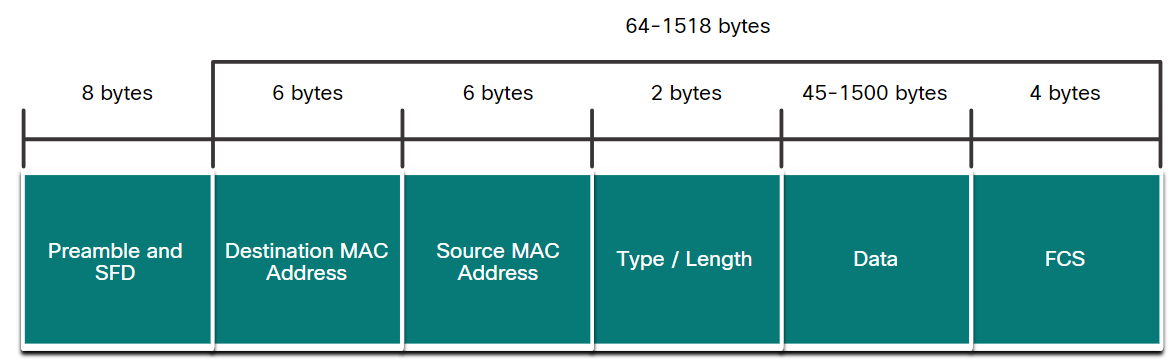 64-1518 bytes
8 bytes
6 bytes
6 bytes
2 bytes
45-1500 bytes
4 bytes
Preamble and
SFD
Destination MAC
Address
Source MAC
Address
Type / Length
Data
FCS